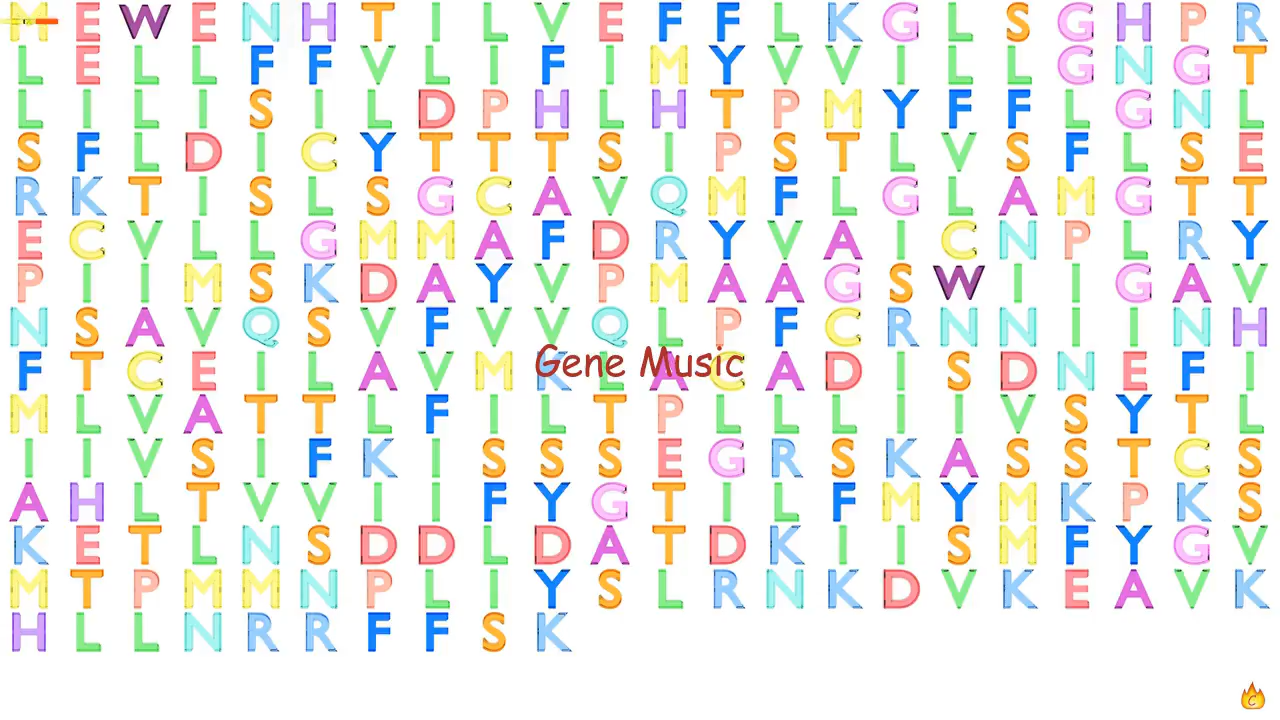 M E W E N H T I L V E F F L K G L S G H P R
L E L L F F V L I F I M Y V V I L L G N G T
L I L I S I L D P H L H T P M Y F F L G N L
S F L D I C Y T T T S I P S T L V S F L S E
R K T I S L S G C A V Q M F L G L A M G T T
E C V L L G M M A F D R Y V A I C N P L R Y
P I I M S K D A Y V P M A A G S W I I G A V
N S A V Q S V F V V Q L P F C R N N I I N H
F T C E I L A V M K L A C A D I S D N E F I
Gene Music
M L V A T T L F I L T P L L L I I V S Y T L
I I V S I F K I S S S E G R S K A S S T C S
A H L T V V I I F Y G T I L F M Y M K P K S
K E T L N S D D L D A T D K I I S M F Y G V
M T P M M N P L I Y S L R N K D V K E A V K
H L L N R R F F S K
C